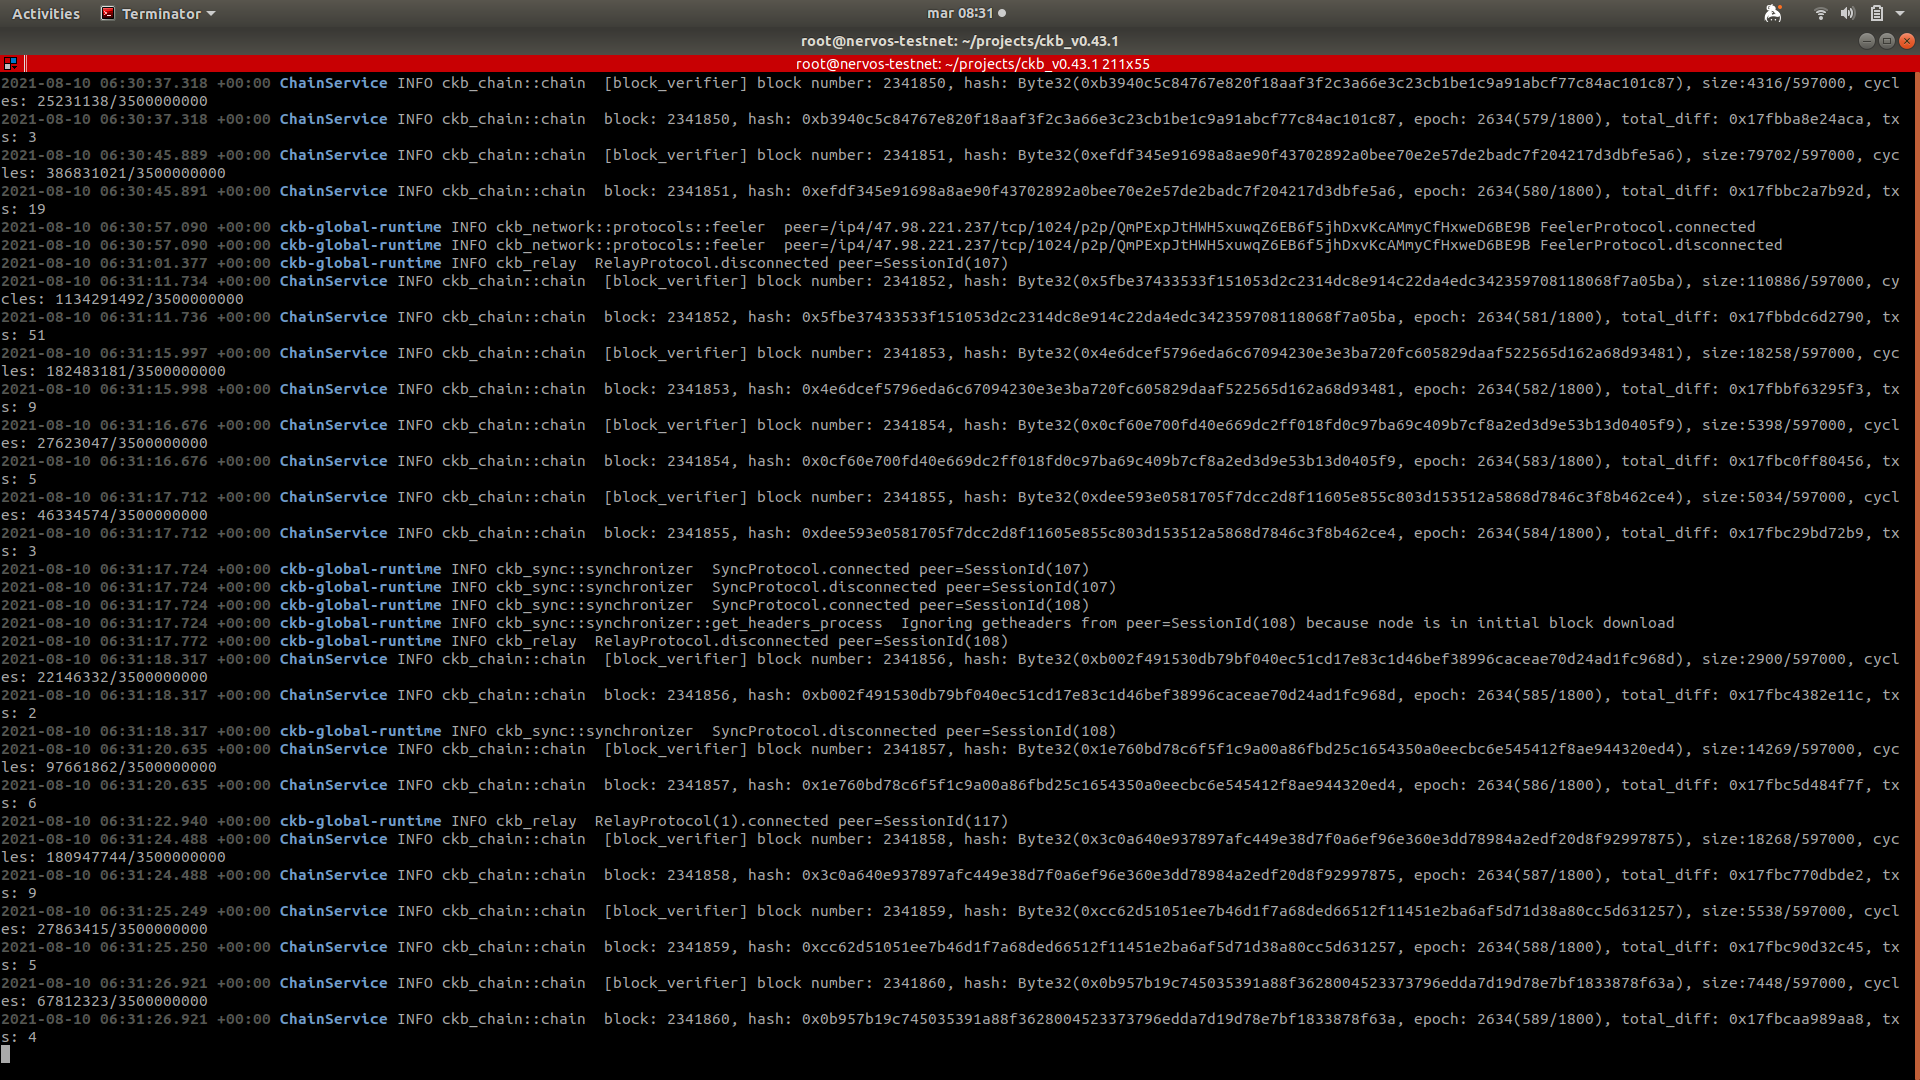 Activities
Terminator
mar 08:31
root@nervos-testnet: ~/projects/ckb_v0.43.1
root@nervos-testnet: ~/projects/ckb_v0.43.1 211x55
2021-08-10 06:30:37.318 +00:00 ChainService INFO ckb_chain::chain  [block_verifier] block number: 2341850, hash: Byte32(0xb3940c5c84767e820f18aaf3f2c3a66e3c23cb1be1c9a91abcf77c84ac101c87), size:4316/597000, cycl
es: 25231138/3500000000
2021-08-10 06:30:37.318 +00:00 ChainService INFO ckb_chain::chain  block: 2341850, hash: 0xb3940c5c84767e820f18aaf3f2c3a66e3c23cb1be1c9a91abcf77c84ac101c87, epoch: 2634(579/1800), total_diff: 0x17fbba8e24aca, tx
s: 3
2021-08-10 06:30:45.889 +00:00 ChainService INFO ckb_chain::chain  [block_verifier] block number: 2341851, hash: Byte32(0xefdf345e91698a8ae90f43702892a0bee70e2e57de2badc7f204217d3dbfe5a6), size:79702/597000, cyc
les: 386831021/3500000000
2021-08-10 06:30:45.891 +00:00 ChainService INFO ckb_chain::chain  block: 2341851, hash: 0xefdf345e91698a8ae90f43702892a0bee70e2e57de2badc7f204217d3dbfe5a6, epoch: 2634(580/1800), total_diff: 0x17fbbc2a7b92d, tx
s: 19
2021-08-10 06:30:57.090 +00:00 ckb-global-runtime INFO ckb_network::protocols::feeler  peer=/ip4/47.98.221.237/tcp/1024/p2p/QmPExpJtHWH5xuwqZ6EB6f5jhDxvKcAMmyCfHxweD6BE9B FeelerProtocol.connected
2021-08-10 06:30:57.090 +00:00 ckb-global-runtime INFO ckb_network::protocols::feeler  peer=/ip4/47.98.221.237/tcp/1024/p2p/QmPExpJtHWH5xuwqZ6EB6f5jhDxvKcAMmyCfHxweD6BE9B FeelerProtocol.disconnected
2021-08-10 06:31:01.377 +00:00 ckb-global-runtime INFO ckb_relay  RelayProtocol.disconnected peer=SessionId(107)
2021-08-10 06:31:11.734 +00:00 ChainService INFO ckb_chain::chain  [block_verifier] block number: 2341852, hash: Byte32(0x5fbe37433533f151053d2c2314dc8e914c22da4edc342359708118068f7a05ba), size:110886/597000, cy
cles: 1134291492/3500000000
2021-08-10 06:31:11.736 +00:00 ChainService INFO ckb_chain::chain  block: 2341852, hash: 0x5fbe37433533f151053d2c2314dc8e914c22da4edc342359708118068f7a05ba, epoch: 2634(581/1800), total_diff: 0x17fbbdc6d2790, tx
s: 51
2021-08-10 06:31:15.997 +00:00 ChainService INFO ckb_chain::chain  [block_verifier] block number: 2341853, hash: Byte32(0x4e6dcef5796eda6c67094230e3e3ba720fc605829daaf522565d162a68d93481), size:18258/597000, cyc
les: 182483181/3500000000
2021-08-10 06:31:15.998 +00:00 ChainService INFO ckb_chain::chain  block: 2341853, hash: 0x4e6dcef5796eda6c67094230e3e3ba720fc605829daaf522565d162a68d93481, epoch: 2634(582/1800), total_diff: 0x17fbbf63295f3, tx
s: 9
2021-08-10 06:31:16.676 +00:00 ChainService INFO ckb_chain::chain  [block_verifier] block number: 2341854, hash: Byte32(0x0cf60e700fd40e669dc2ff018fd0c97ba69c409b7cf8a2ed3d9e53b13d0405f9), size:5398/597000, cycl
es: 27623047/3500000000
2021-08-10 06:31:16.676 +00:00 ChainService INFO ckb_chain::chain  block: 2341854, hash: 0x0cf60e700fd40e669dc2ff018fd0c97ba69c409b7cf8a2ed3d9e53b13d0405f9, epoch: 2634(583/1800), total_diff: 0x17fbc0ff80456, tx
s: 5
2021-08-10 06:31:17.712 +00:00 ChainService INFO ckb_chain::chain  [block_verifier] block number: 2341855, hash: Byte32(0xdee593e0581705f7dcc2d8f11605e855c803d153512a5868d7846c3f8b462ce4), size:5034/597000, cycl
es: 46334574/3500000000
2021-08-10 06:31:17.712 +00:00 ChainService INFO ckb_chain::chain  block: 2341855, hash: 0xdee593e0581705f7dcc2d8f11605e855c803d153512a5868d7846c3f8b462ce4, epoch: 2634(584/1800), total_diff: 0x17fbc29bd72b9, tx
s: 3
2021-08-10 06:31:17.724 +00:00 ckb-global-runtime INFO ckb_sync::synchronizer  SyncProtocol.connected peer=SessionId(107)
2021-08-10 06:31:17.724 +00:00 ckb-global-runtime INFO ckb_sync::synchronizer  SyncProtocol.disconnected peer=SessionId(107)
2021-08-10 06:31:17.724 +00:00 ckb-global-runtime INFO ckb_sync::synchronizer  SyncProtocol.connected peer=SessionId(108)
2021-08-10 06:31:17.724 +00:00 ckb-global-runtime INFO ckb_sync::synchronizer::get_headers_process  Ignoring getheaders from peer=SessionId(108) because node is in initial block download
2021-08-10 06:31:17.772 +00:00 ckb-global-runtime INFO ckb_relay  RelayProtocol.disconnected peer=SessionId(108)
2021-08-10 06:31:18.317 +00:00 ChainService INFO ckb_chain::chain  [block_verifier] block number: 2341856, hash: Byte32(0xb002f491530db79bf040ec51cd17e83c1d46bef38996caceae70d24ad1fc968d), size:2900/597000, cycl
es: 22146332/3500000000
2021-08-10 06:31:18.317 +00:00 ChainService INFO ckb_chain::chain  block: 2341856, hash: 0xb002f491530db79bf040ec51cd17e83c1d46bef38996caceae70d24ad1fc968d, epoch: 2634(585/1800), total_diff: 0x17fbc4382e11c, tx
s: 2
2021-08-10 06:31:18.317 +00:00 ckb-global-runtime INFO ckb_sync::synchronizer  SyncProtocol.disconnected peer=SessionId(108)
2021-08-10 06:31:20.635 +00:00 ChainService INFO ckb_chain::chain  [block_verifier] block number: 2341857, hash: Byte32(0x1e760bd78c6f5f1c9a00a86fbd25c1654350a0eecbc6e545412f8ae944320ed4), size:14269/597000, cyc
les: 97661862/3500000000
2021-08-10 06:31:20.635 +00:00 ChainService INFO ckb_chain::chain  block: 2341857, hash: 0x1e760bd78c6f5f1c9a00a86fbd25c1654350a0eecbc6e545412f8ae944320ed4, epoch: 2634(586/1800), total_diff: 0x17fbc5d484f7f, tx
s: 6
2021-08-10 06:31:22.940 +00:00 ckb-global-runtime INFO ckb_relay  RelayProtocol(1).connected peer=SessionId(117)
2021-08-10 06:31:24.488 +00:00 ChainService INFO ckb_chain::chain  [block_verifier] block number: 2341858, hash: Byte32(0x3c0a640e937897afc449e38d7f0a6ef96e360e3dd78984a2edf20d8f92997875), size:18268/597000, cyc
les: 180947744/3500000000
2021-08-10 06:31:24.488 +00:00 ChainService INFO ckb_chain::chain  block: 2341858, hash: 0x3c0a640e937897afc449e38d7f0a6ef96e360e3dd78984a2edf20d8f92997875, epoch: 2634(587/1800), total_diff: 0x17fbc770dbde2, tx
s: 9
2021-08-10 06:31:25.249 +00:00 ChainService INFO ckb_chain::chain  [block_verifier] block number: 2341859, hash: Byte32(0xcc62d51051ee7b46d1f7a68ded66512f11451e2ba6af5d71d38a80cc5d631257), size:5538/597000, cycl
es: 27863415/3500000000
2021-08-10 06:31:25.250 +00:00 ChainService INFO ckb_chain::chain  block: 2341859, hash: 0xcc62d51051ee7b46d1f7a68ded66512f11451e2ba6af5d71d38a80cc5d631257, epoch: 2634(588/1800), total_diff: 0x17fbc90d32c45, tx
s: 5
2021-08-10 06:31:26.921 +00:00 ChainService INFO ckb_chain::chain  [block_verifier] block number: 2341860, hash: Byte32(0x0b957b19c745035391a88f3628004523373796edda7d19d78e7bf1833878f63a), size:7448/597000, cycl
es: 67812323/3500000000
2021-08-10 06:31:26.921 +00:00 ChainService INFO ckb_chain::chain  block: 2341860, hash: 0x0b957b19c745035391a88f3628004523373796edda7d19d78e7bf1833878f63a, epoch: 2634(589/1800), total_diff: 0x17fbcaa989aa8, tx
s: 4